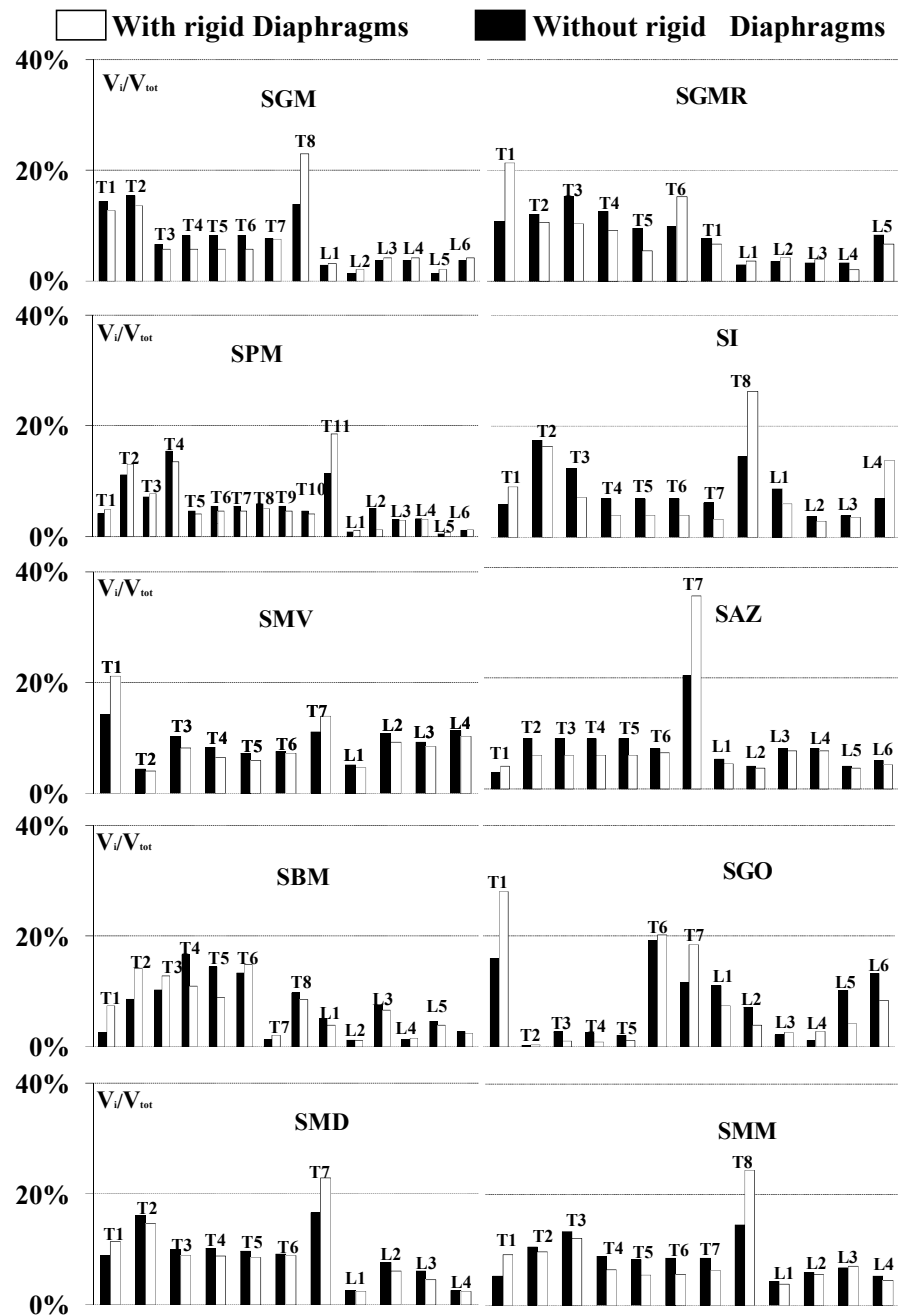 With rigid Diaphragms Without rigid Diaphragms
40% Vi/Vtot
SGM SGMR
20% T1 T2 T3 T4 T5 T6 T7 T8 L1 L2 L3 L4 L5 L6
T1 T2 T3 T4 T5 T6 T1 L1 L2 L3 L4 L5
0%
40% Vi/Vtot
SPM SI
20% T1 T2 T3 T4 T5 T6 T7 T8 T9 T10 T11 L1 L2 L3 L4 L5 L6
T1 T2 T3 T4 T5 T6 T7 T8 L1 L2 L3 L4
0%
40% Vi/Vtot
SMV SAZ
20% T1 T2 T3 T4 T5 T6 T7 L1 L2 L3 L4
T1 T2 T3 T4 T5 T6 T7 L1 L2 L3 L4 L5 L6
0%
40% Vi/Vtot
SBM SGO
20% T1 T2 T3 T4 T5 T6 T7 T8 L1 L2 L3 L4 L5
T1 T2 T3 T4 T5 T6 T7 L1 L2 L3 L4 L5 L6
0%
40% Vi/Vtot
SMD SMM
20% T1 T2 T3 T4 T5 T6 T7 L1 L2 L3 L4
T1 T2 T3 T4 T5 T6 T7 T8 L1 L2 L3 L4
0%